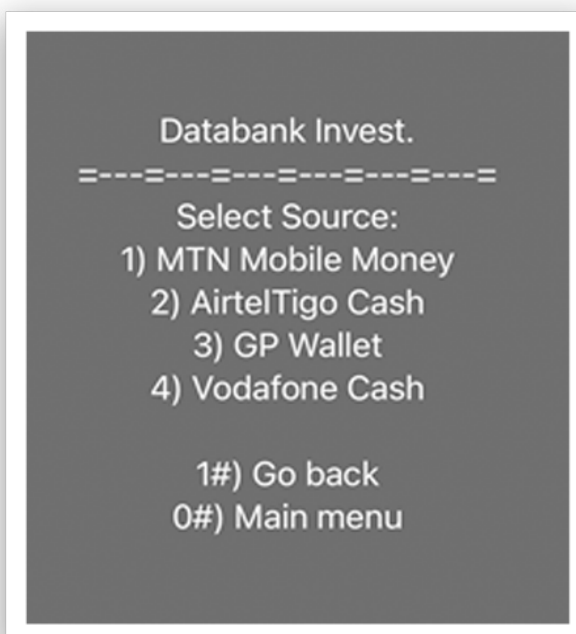 Databank Invest.
=---=---=---=---=---=---=
Select Source:
1) MTN Mobile Money
2) AirtelTigo Cash
3) GP Wallet
4) Vodafone Cash
1#) Go back
0#) Main menu